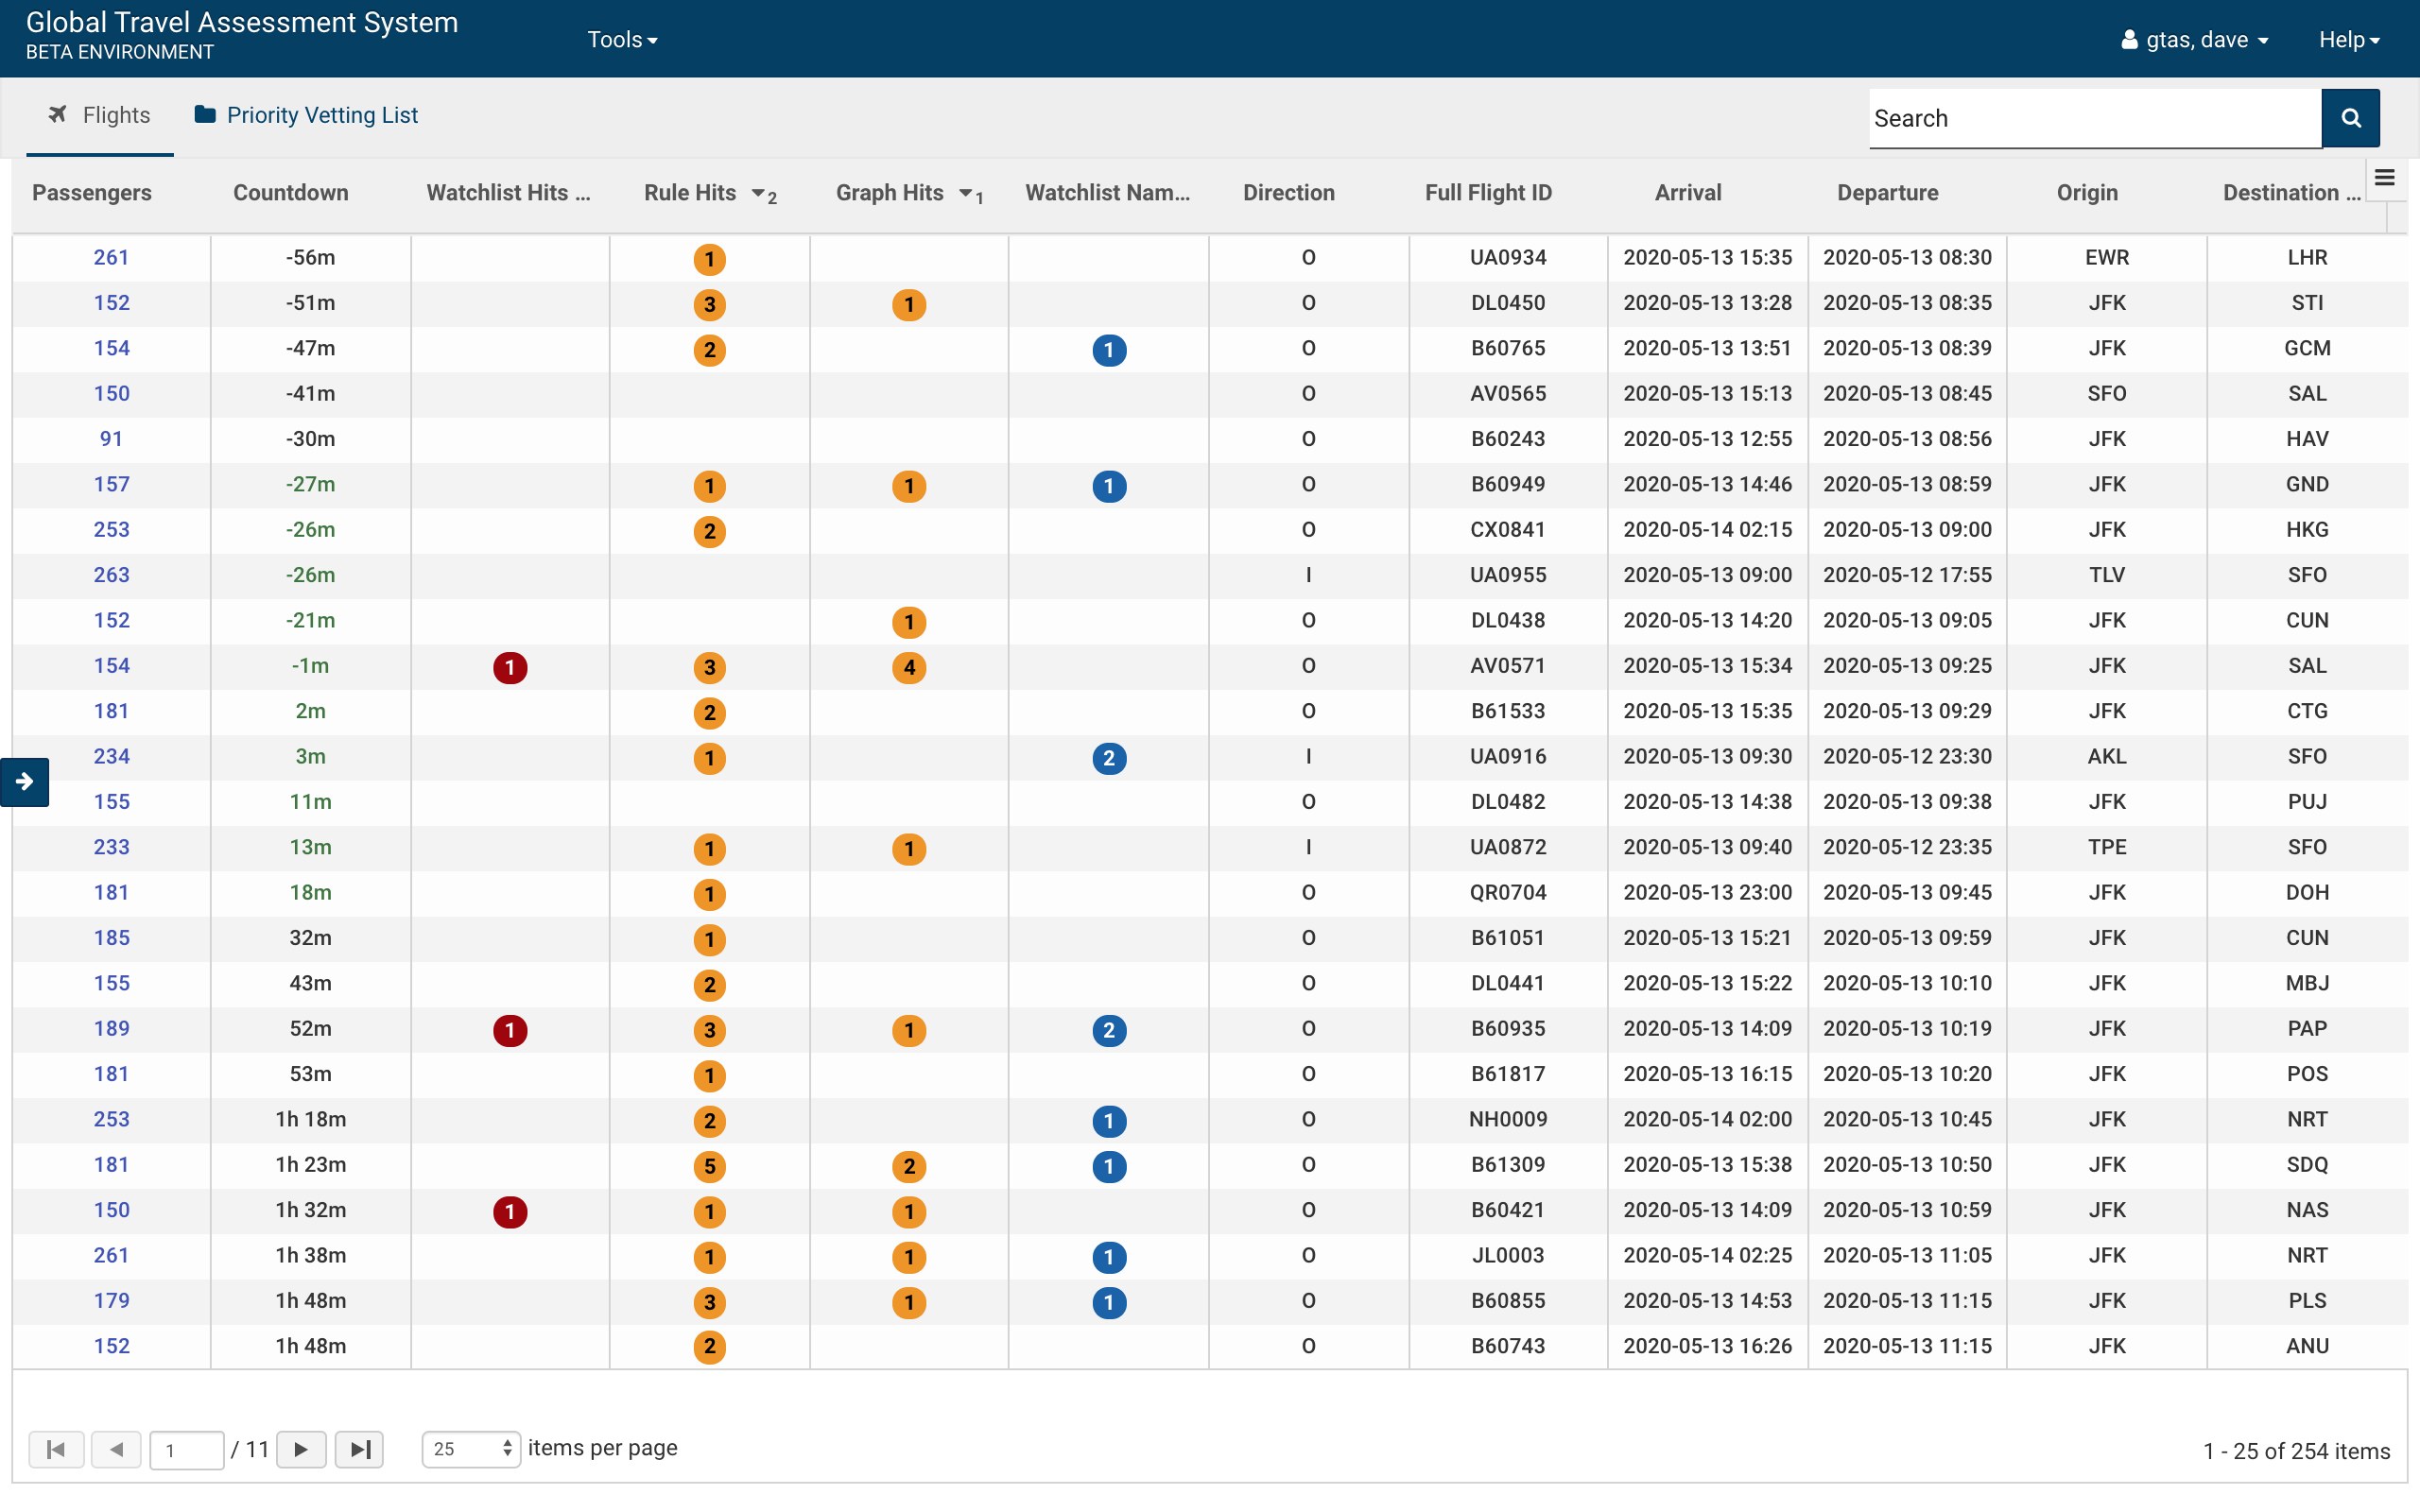 Global Travel Assessment System
BETA ENVIRONMENT
Tools
gtas, dave
Help
Flights
Priority Vetting List
Search
Passengers Countdown Watchlist Hits ... Rule Hits 2 Graph Hits 1 Watchlist Nam... Direction Full Flight ID Arrival Departure Origin Destination ...
261 -56m 1 O UA0934 2020-05-13 15:35 2020-05-13 08:30 EWR LHR
152 -51m 3 1 O DL0450 2020-05-13 13:28 2020-05-13 08:35 JFK STI
154 -47m 2 1 O B60765 2020-05-13 13:51 2020-05-13 08:39 JFK GCM
150 -41m O AV0565 2020-05-13 15:13 2020-05-13 08:45 SFO SAL
91 -30m O B60243 2020-05-13 12:55 2020-05-13 08:56 JFK HAV
157 -27m 1 1 1 O B60949 2020-05-13 14:46 2020-05-13 08:59 JFK GND
253 -26m 2 O CX0841 2020-05-14 02:15 2020-05-13 09:00 JFK HKG
263 -26m I UA0955 2020-05-13 09:00 2020-05-12 17:55 TLV SFO
152 -21m 1 O DL0438 2020-05-13 14:20 2020-05-13 09:05 JFK CUN
154 -1m 1 3 4 O AV0571 2020-05-13 15:34 2020-05-13 09:25 JFK SAL
181 2m 2 O B61533 2020-05-13 15:35 2020-05-13 09:29 JFK CTG
234 3m 1 2 I UA0916 2020-05-13 09:30 2020-05-12 23:30 AKL SFO
155 11m O DL0482 2020-05-13 14:38 2020-05-13 09:38 JFK PUJ
233 13m 1 1 I UA0872 2020-05-13 09:40 2020-05-12 23:35 TPE SFO
181 18m 1 O QR0704 2020-05-13 23:00 2020-05-13 09:45 JFK DOH
185 32m 1 O B61051 2020-05-13 15:21 2020-05-13 09:59 JFK CUN
155 43m 2 O DL0441 2020-05-13 15:22 2020-05-13 10:10 JFK MBJ
189 52m 1 3 1 2 O B60935 2020-05-13 14:09 2020-05-13 10:19 JFK PAP
181 53m 1 O B61817 2020-05-13 16:15 2020-05-13 10:20 JFK POS
253 1h 18m 2 1 O NH0009 2020-05-14 02:00 2020-05-13 10:45 JFK NRT
181 1h 23m 5 2 1 O B61309 2020-05-13 15:38 2020-05-13 10:50 JFK SDQ
150 1h 32m 1 1 1 O B60421 2020-05-13 14:09 2020-05-13 10:59 JFK NAS
261 1h 38m 1 1 1 O JL0003 2020-05-14 02:25 2020-05-13 11:05 JFK NRT
179 1h 48m 3 1 1 O B60855 2020-05-13 14:53 2020-05-13 11:15 JFK PLS
152 1h 48m 2 O B60743 2020-05-13 16:26 2020-05-13 11:15 JFK ANU
1 / 11 25 items per page 1 - 25 of 254 items